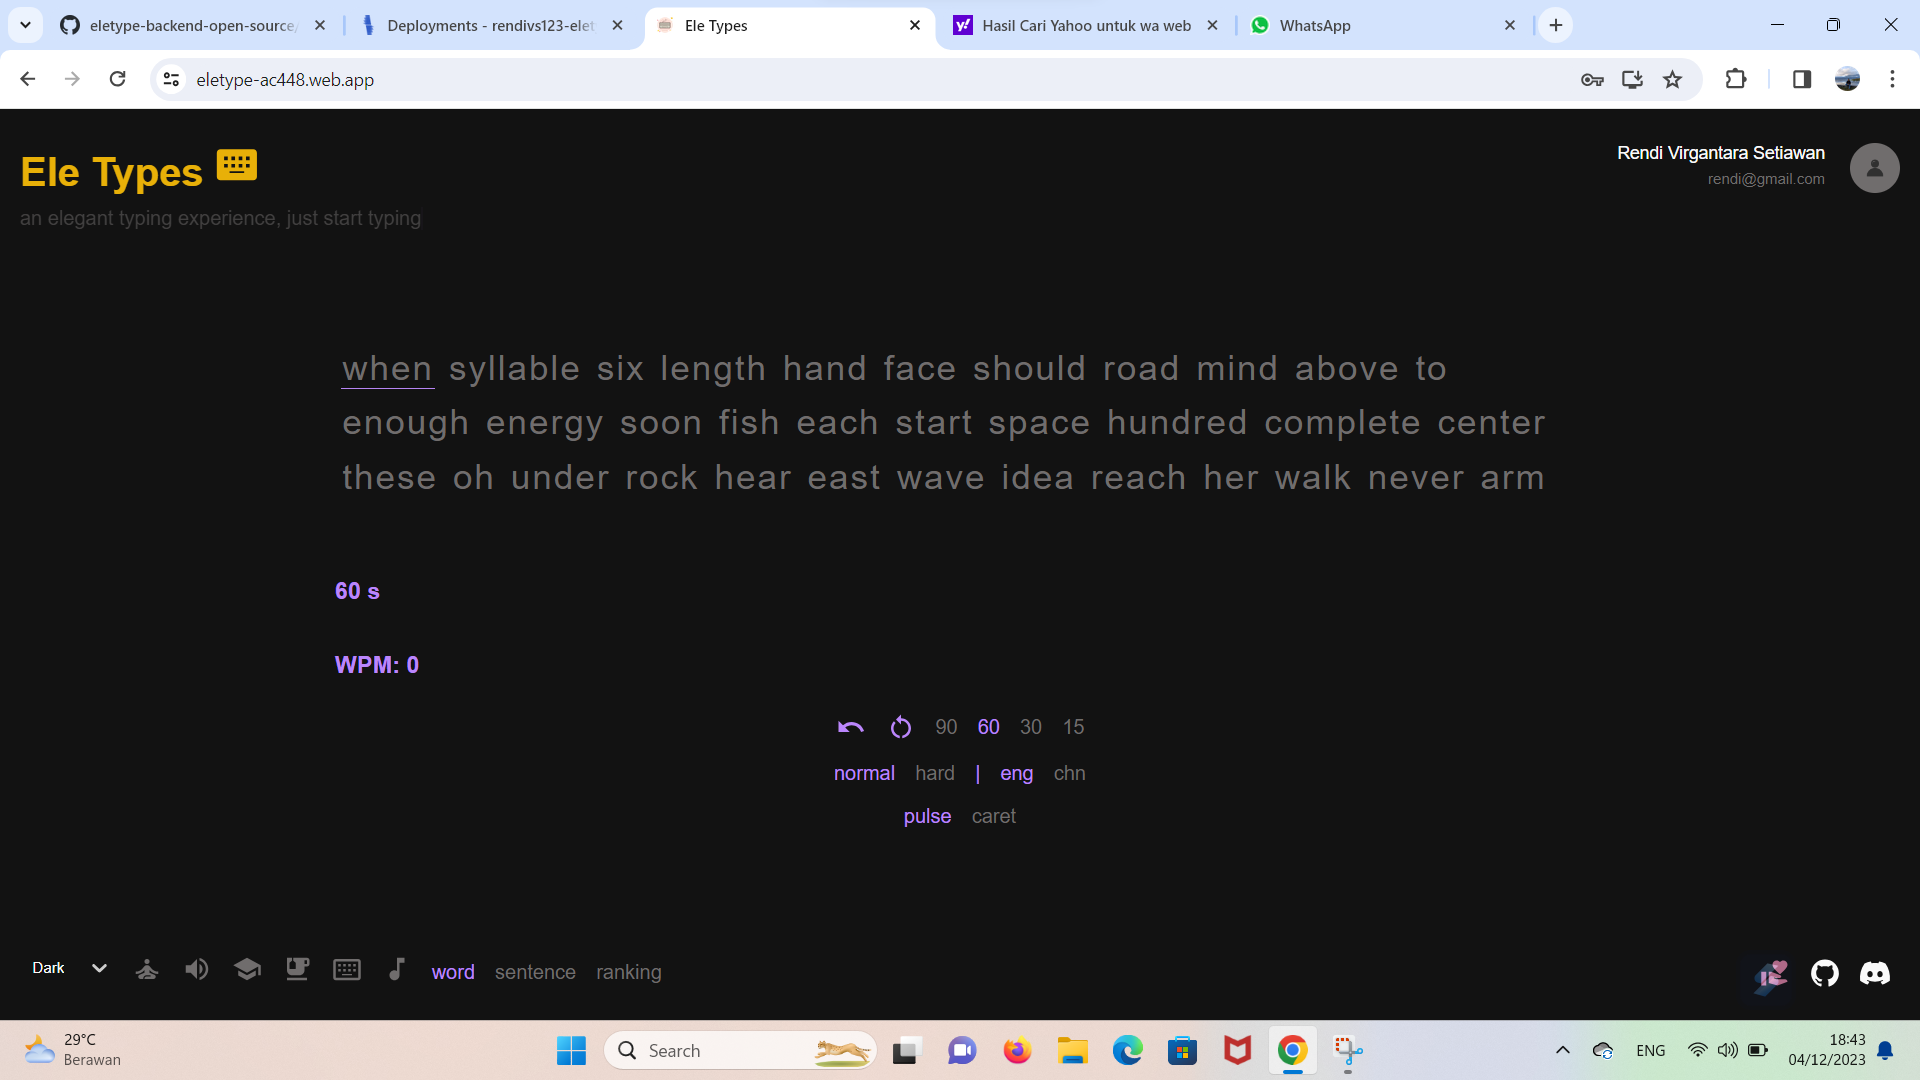 eletype-backend-open-source/
Deployments - rendivs123-elet
Ele Types
Hasil Cari Yahoo untuk wa web
WhatsApp
eletype-ac448.web.app
Ele Types
an elegant typing experience, just start typing
Rendi Virgantara Setiawan
rendi@gmail.com
when syllable six length hand face should road mind above to
enough energy soon fish each start space hundred complete center
these oh under rock hear east wave idea reach her walk never arm
60 s
WPM: 0
90 60 30 15
normal hard | eng chn
pulse caret
Dark
word sentence ranking
29°C
Berawan
Search
ENG
18:43
04/12/2023